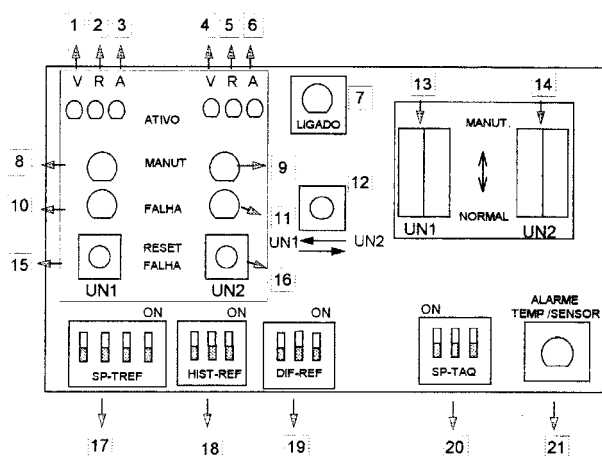 1 2 3 4 5 6
V R A V R A
7
13 14
ATIVO
LIGADO
MANUT.
8
MANUT
9
12
10
FALHA
11
NORMAL
UN1 UN2
UN1 UN2
15
RESET
FALHA
16
UN1 UN2
ON ON ON ON
ALARME
TEMP/SENSOR
SP-TREF HIST-REF DIF-REF SP-TAQ
17 18 19 20 21